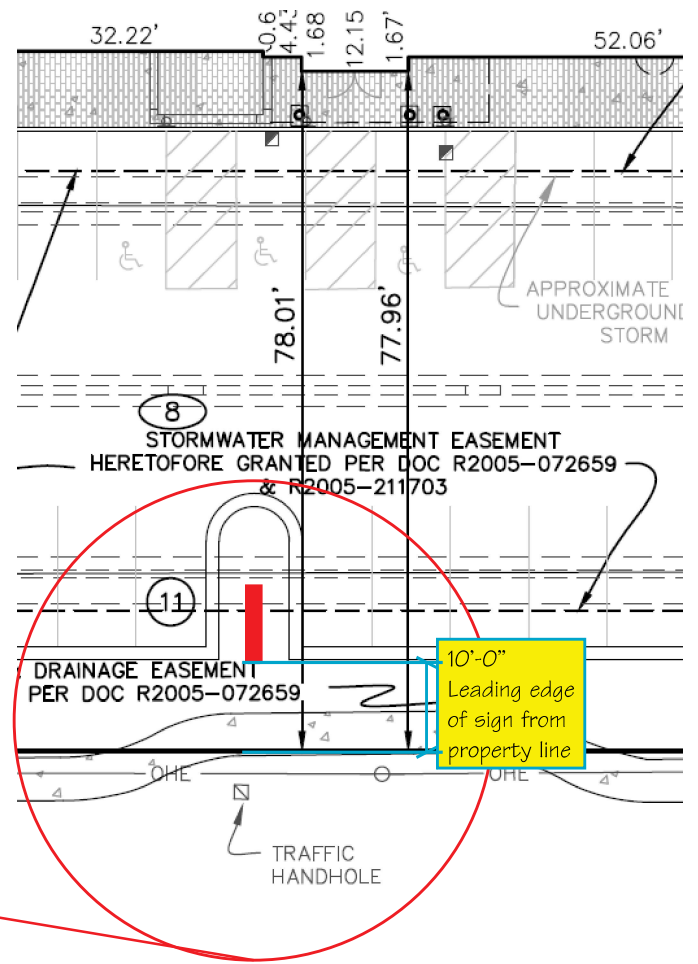 32.22'
4.43
1.68
12.15
1.67'
52.06'
78.01'
77.96'
APPROXIMATE
UNDERGROUND
STORM
8
STORMWATER MANAGEMENT EASEMENT
HERETOFORE GRANTED PER DOC R2005-072659
& R2005-211703
11
DRAINAGE EASEMENT
PER DOC R2005-072659
10'-0"
Leading edge
of sign from
property line
OHE
OHE
TRAFFIC
HANDHOLE